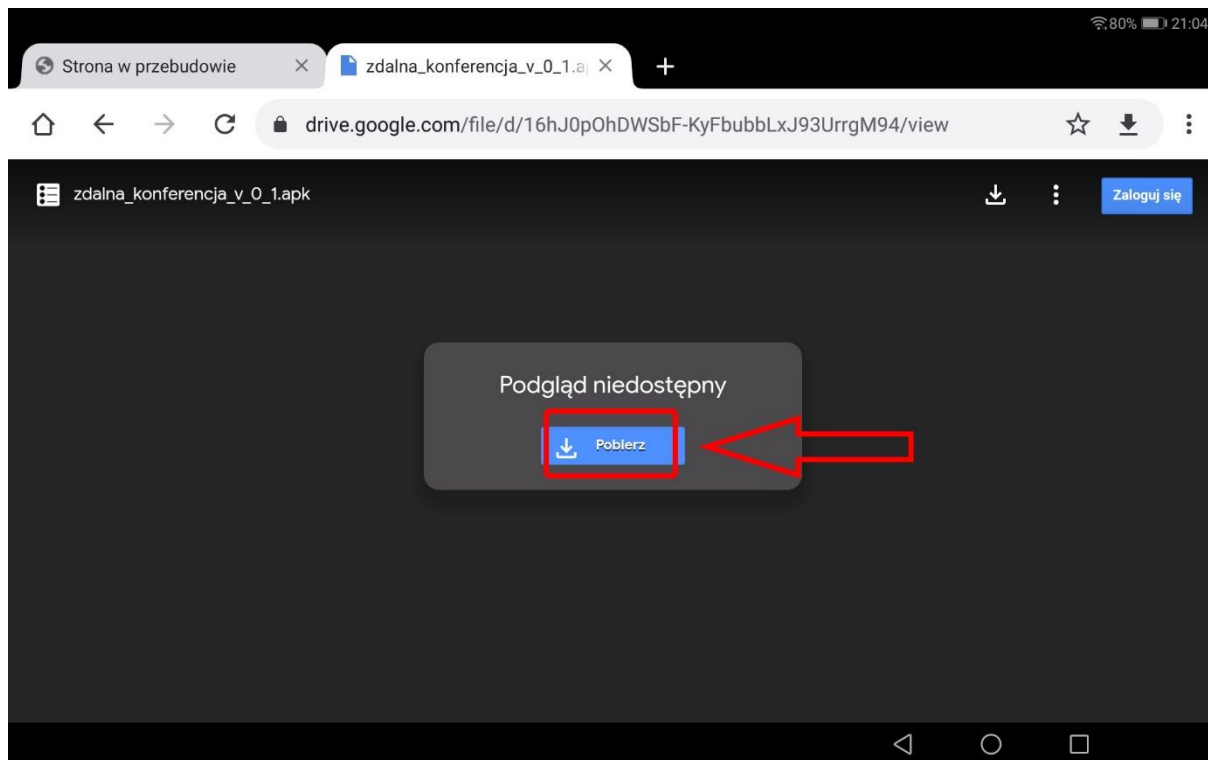 80% 21:04
Strona w przebudowie zdalna_konferencja_v_0_1.a
drive.google.com/file/d/16hJ0pOhDWSbF-KyFbubbLxJ93UrrgM94/view
zdalna_konferencja_v_0_1.apk Zaloguj się
Podgląd niedostępny
Pobierz